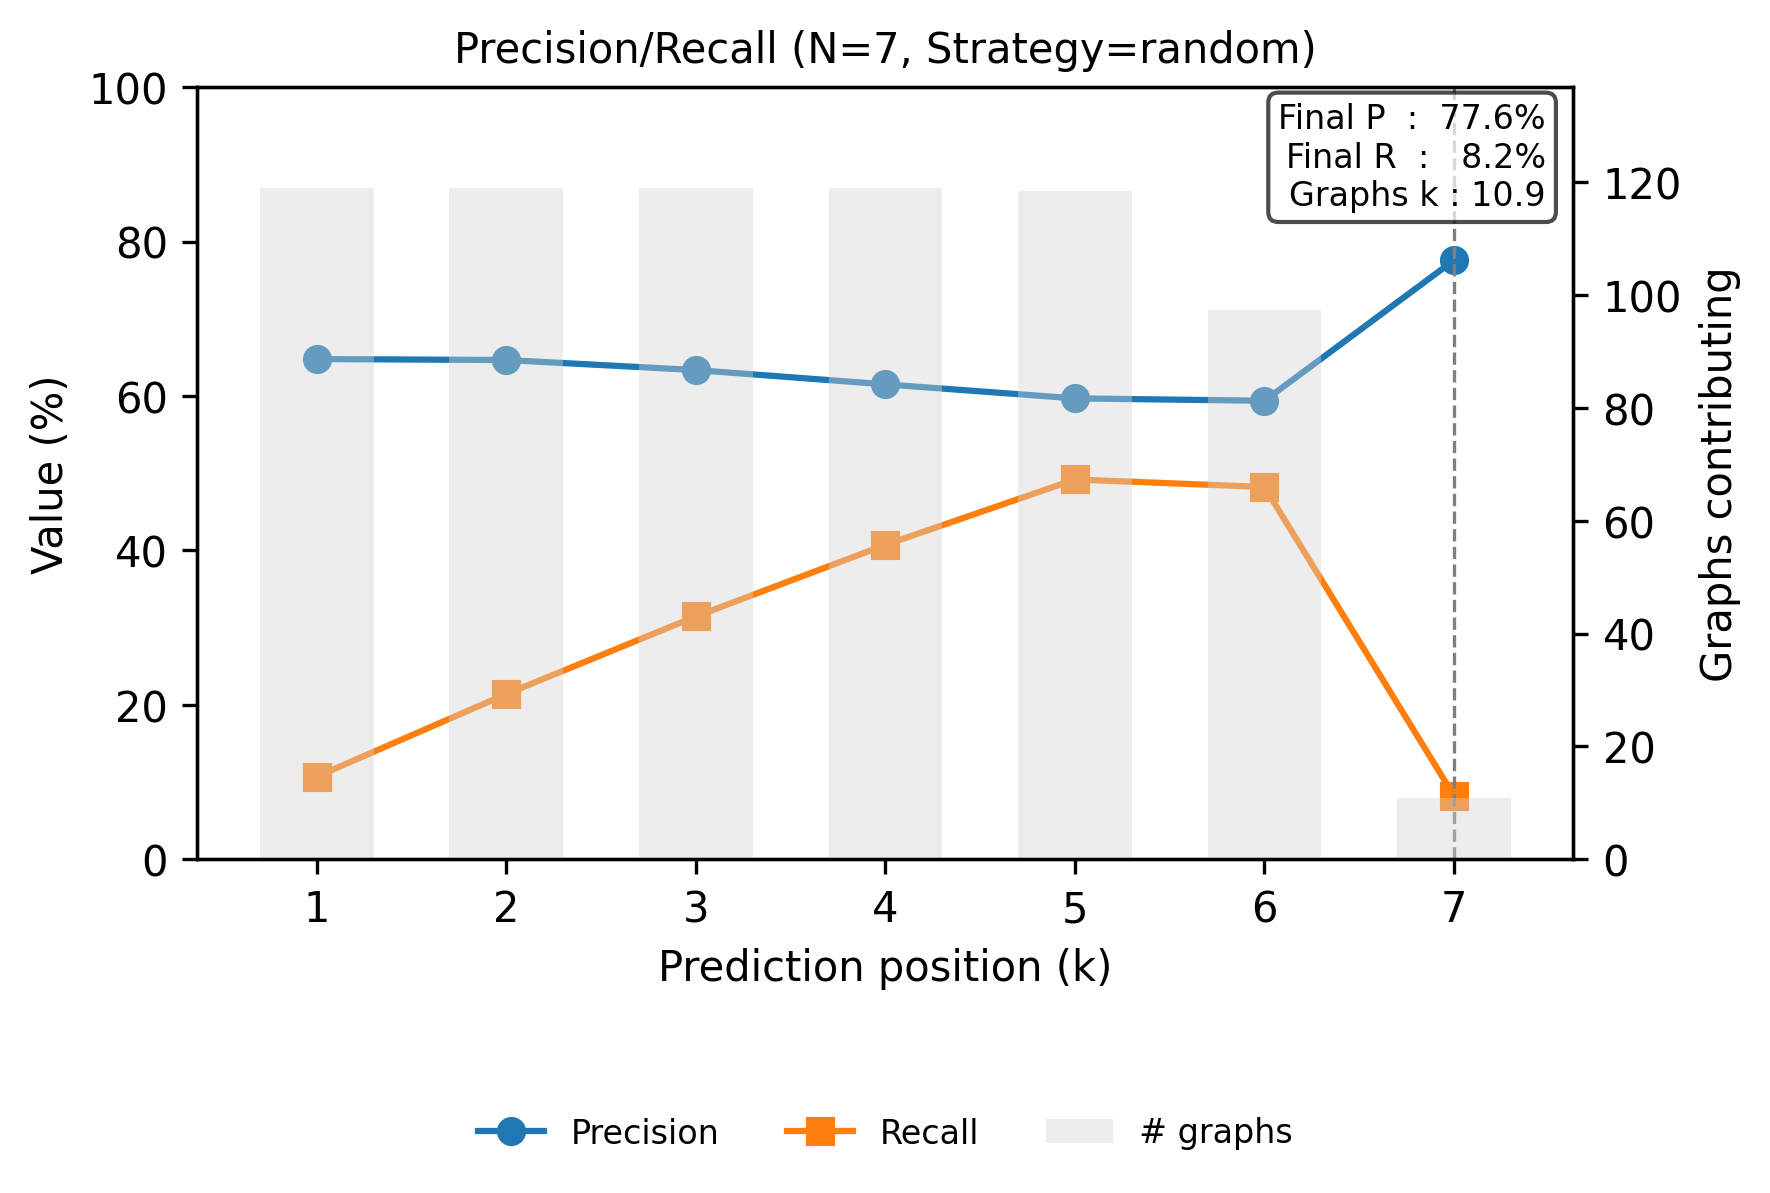 Precision/Recall (N=7, Strategy=random)
Final P : 77.6%
Final R : 8.2%
Graphs k : 10.9
Value (%)
100
80
60
40
20
0
120
100
80
60
40
20
0
Graphs contributing
1 2 3 4 5 6 7
Prediction position (k)
Precision Recall # graphs